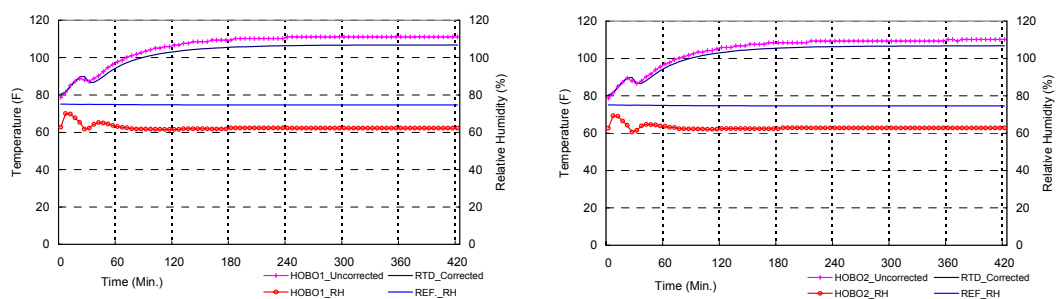 Temperature (F)
120
100
80
60
40
20
0
120
100
80
60
40
20
0
Relative Humidity (%)
0 60 120 180 240 300 360 420
Time (Min.)
HOBO1_Uncorrected RTD_Corrected
HOBO1_RH REF._RH
Temperature (F)
120
100
80
60
40
20
0
120
100
80
60
40
20
0
Relative Humidity (%)
0 60 120 180 240 300 360 420
Time (Min.)
HOBO2_Uncorrected RTD_Corrected
HOBO2_RH REF_RH